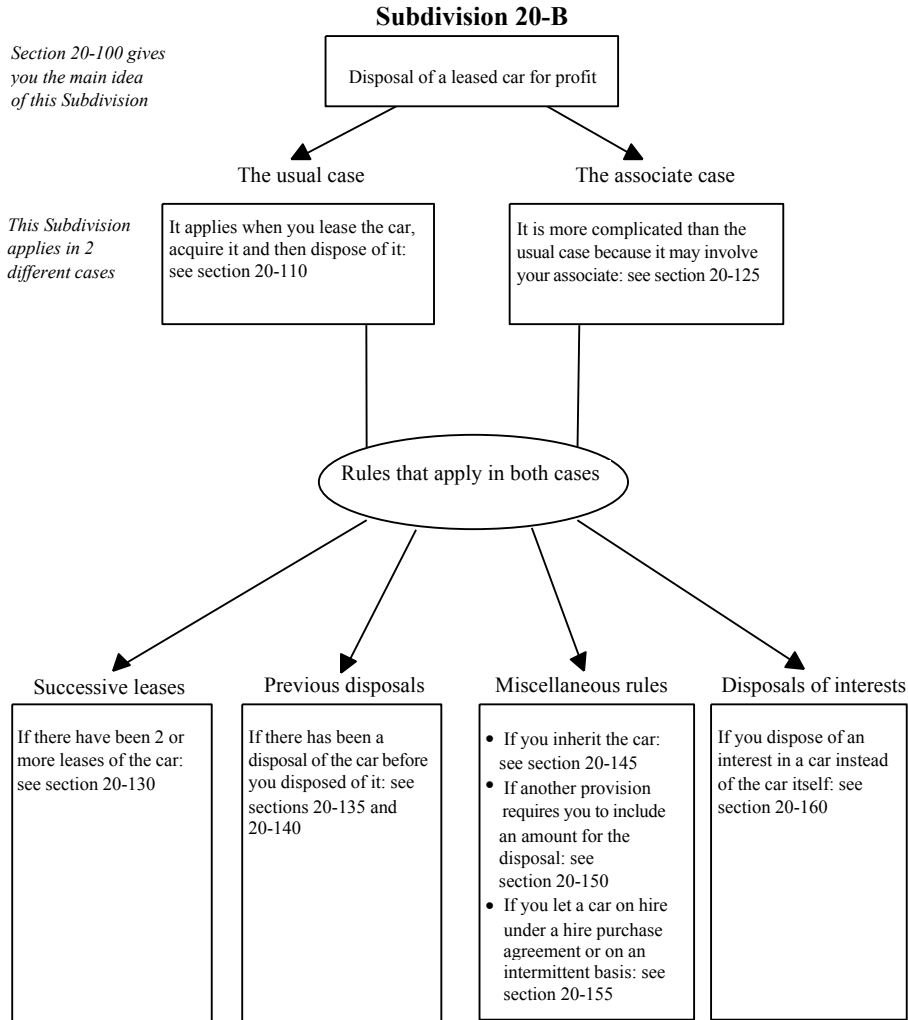 Subdivision 20-B
Section 20-100 gives
you the main idea
of this Subdivision
Disposal of a leased car for profit
The usual case
The associate case
This Subdivision
applies in 2
different cases
It applies when you lease the car,
acquire it and then dispose of it:
see section 20-110
It is more complicated than the
usual case because it may involve
your associate: see section 20-125
Rules that apply in both cases
Successive leases
If there have been 2 or
more leases of the car:
see section 20-130
Previous disposals
If there has been a
disposal of the car before
you disposed of it: see
sections 20-135 and
20-140
Miscellaneous rules
• If you inherit the car:
see section 20-145
• If another provision
requires you to include
an amount for the
disposal: see
section 20-150
• If you let a car on hire
under a hire purchase
agreement or on an
intermittent basis: see
section 20-155
Disposals of interests
If you dispose of an
interest in a car instead
of the car itself: see
section 20-160